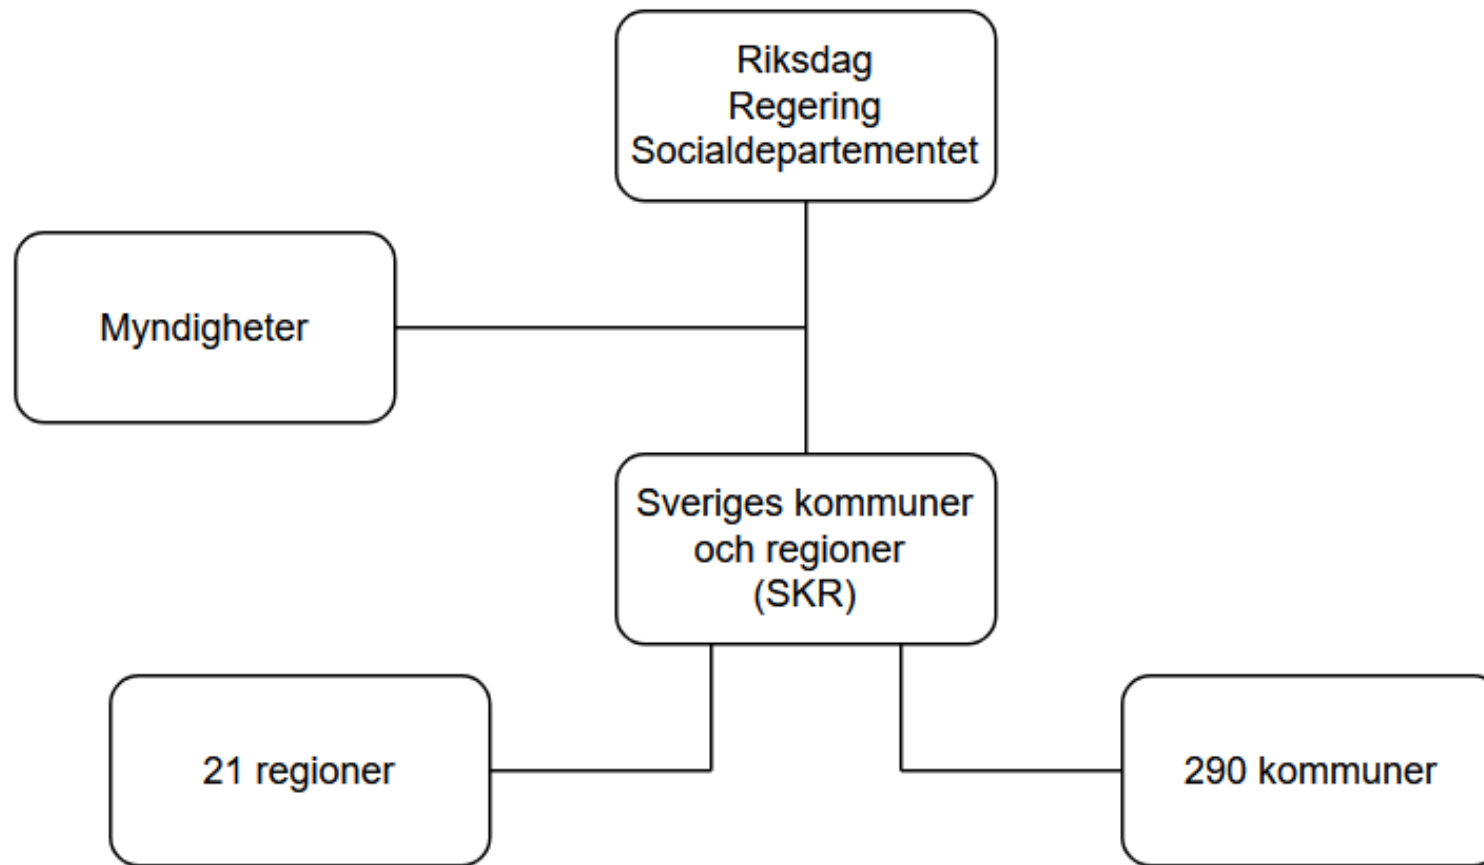 Riksdag
Regering
Socialdepartementet
Myndigheter
Sveriges kommuner
och regioner
(SKR)
21 regioner
290 kommuner